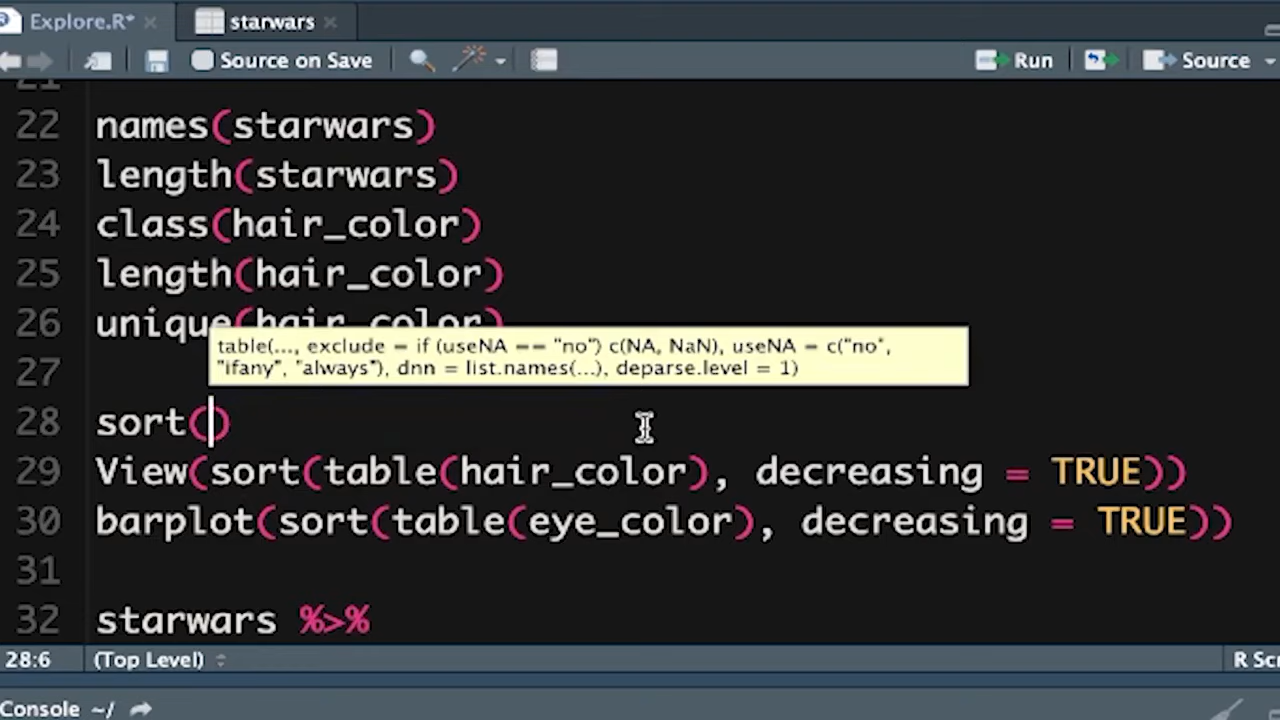 Explore.R* × starwars ×
Source on Save Run Source
21
22 names(starwars)
23 length(starwars)
24 class(hair_color)
25 length(hair_color)
26 unique(hair_color)
table(..., exclude = if (useNA == "no") c(NA, NaN), useNA = c("no",
"ifany", "always"), dnn = list.names(...), deparse.level = 1)
27
28 sort()
29 View(sort(table(hair_color), decreasing = TRUE))
30 barplot(sort(table(eye_color), decreasing = TRUE))
31
32 starwars %>%
28:6 (Top Level) R Scr
Console ~/